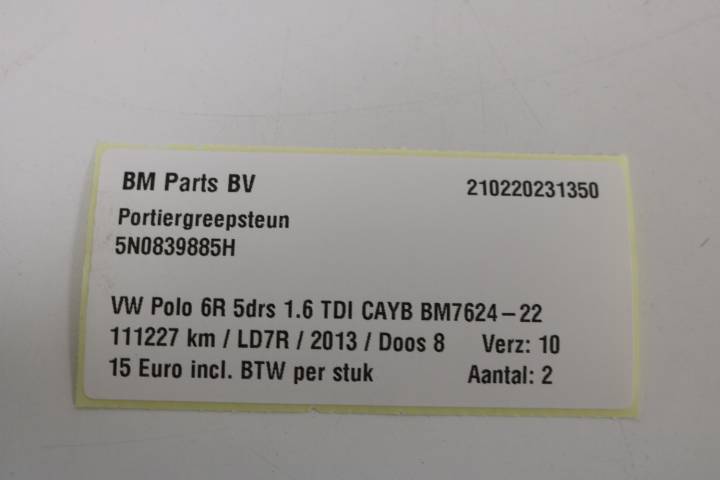 BM Parts BV 210220231350
Portiergreepsteun
5N0839885H
VW Polo 6R 5drs 1.6 TDI CAYB BM7624-22
111227 km / LD7R / 2013 / Doos 8 Verz: 10
15 Euro incl. BTW per stuk Aantal: 2